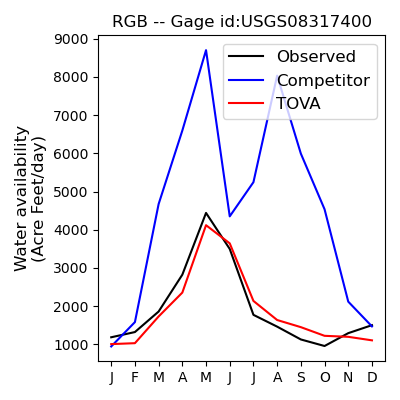 RGB -- Gage id:USGS08317400
Observed
Competitor
TOVA
Water availability
(Acre Feet/day)
9000
8000
7000
6000
5000
4000
3000
2000
1000
J F M A M J J A S O N D